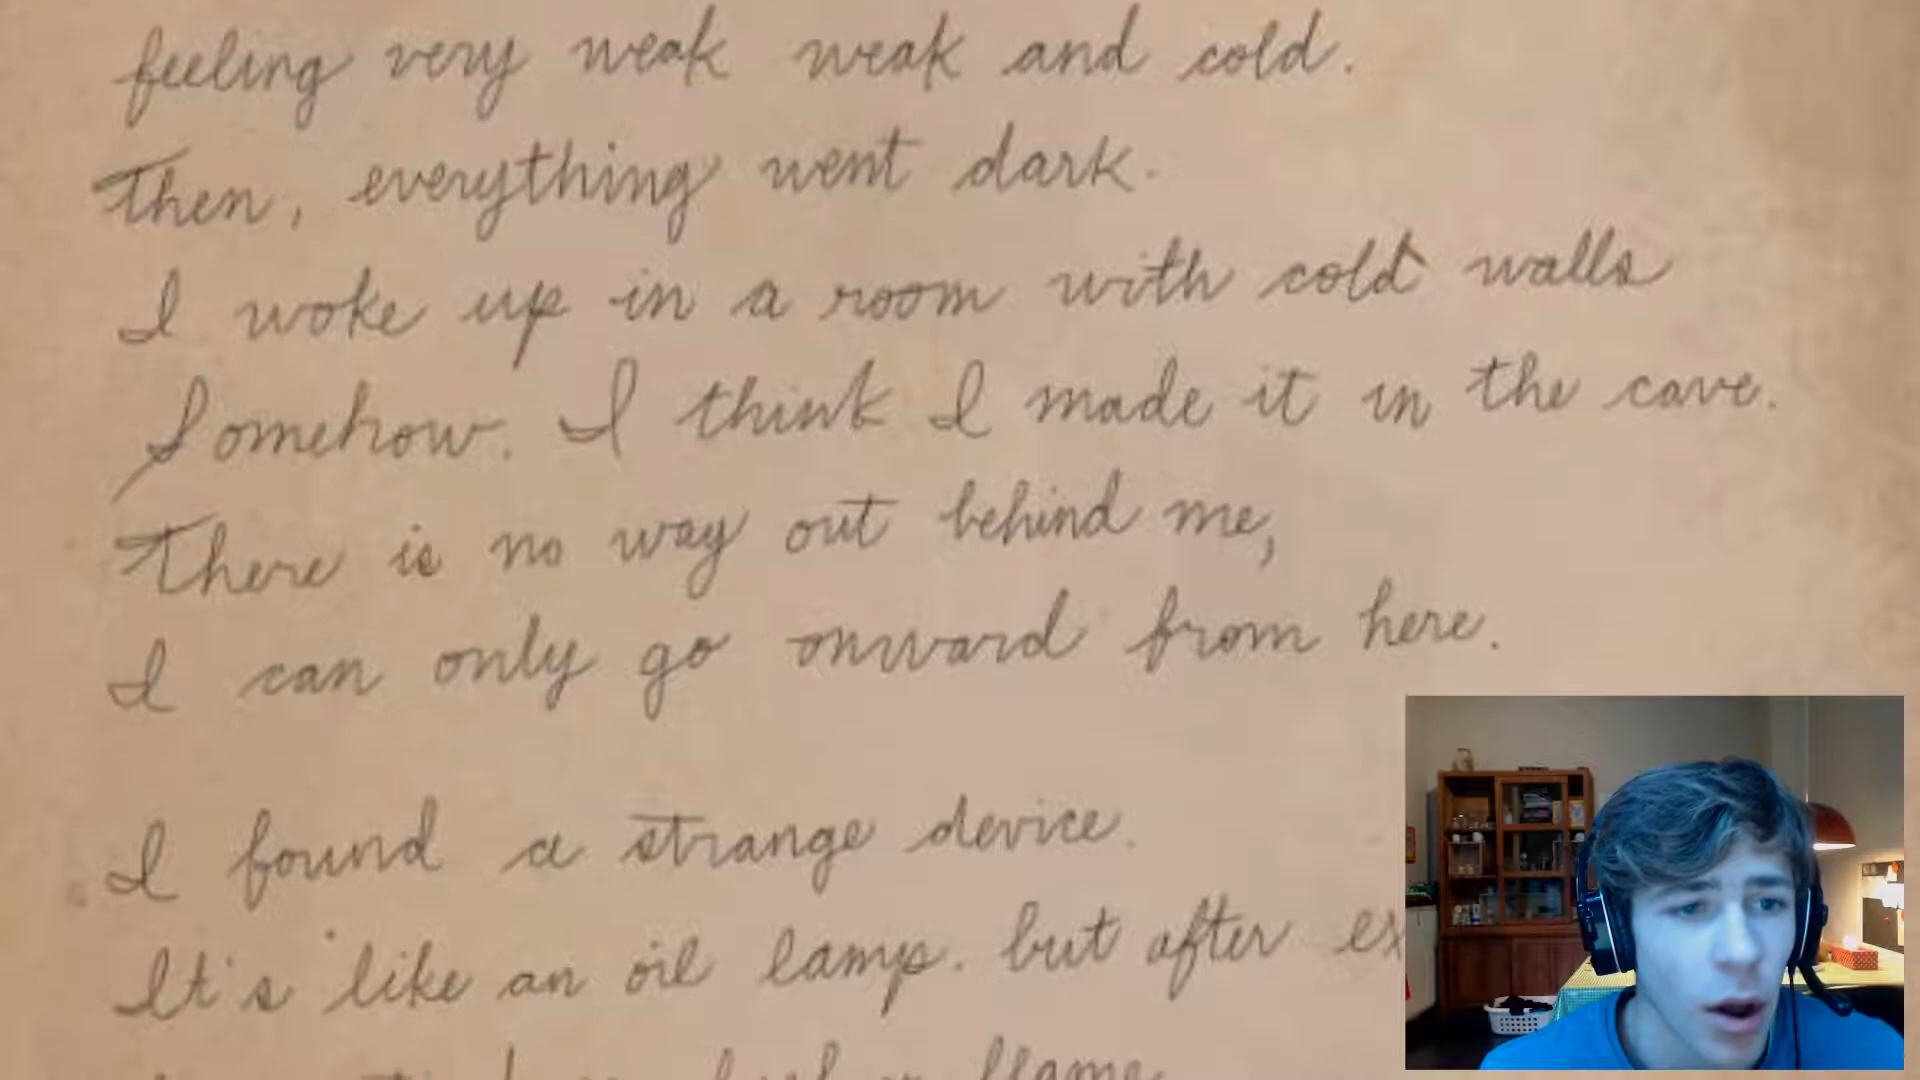 feeling very weak weak and cold.
Then, everything went dark.
I woke up in a room with cold walls
Somehow. I think I made it in the cave.
There is no way out behind me,
I can only go onward from here.
I found a strange device.
It's like an oil lamp. but after
flame